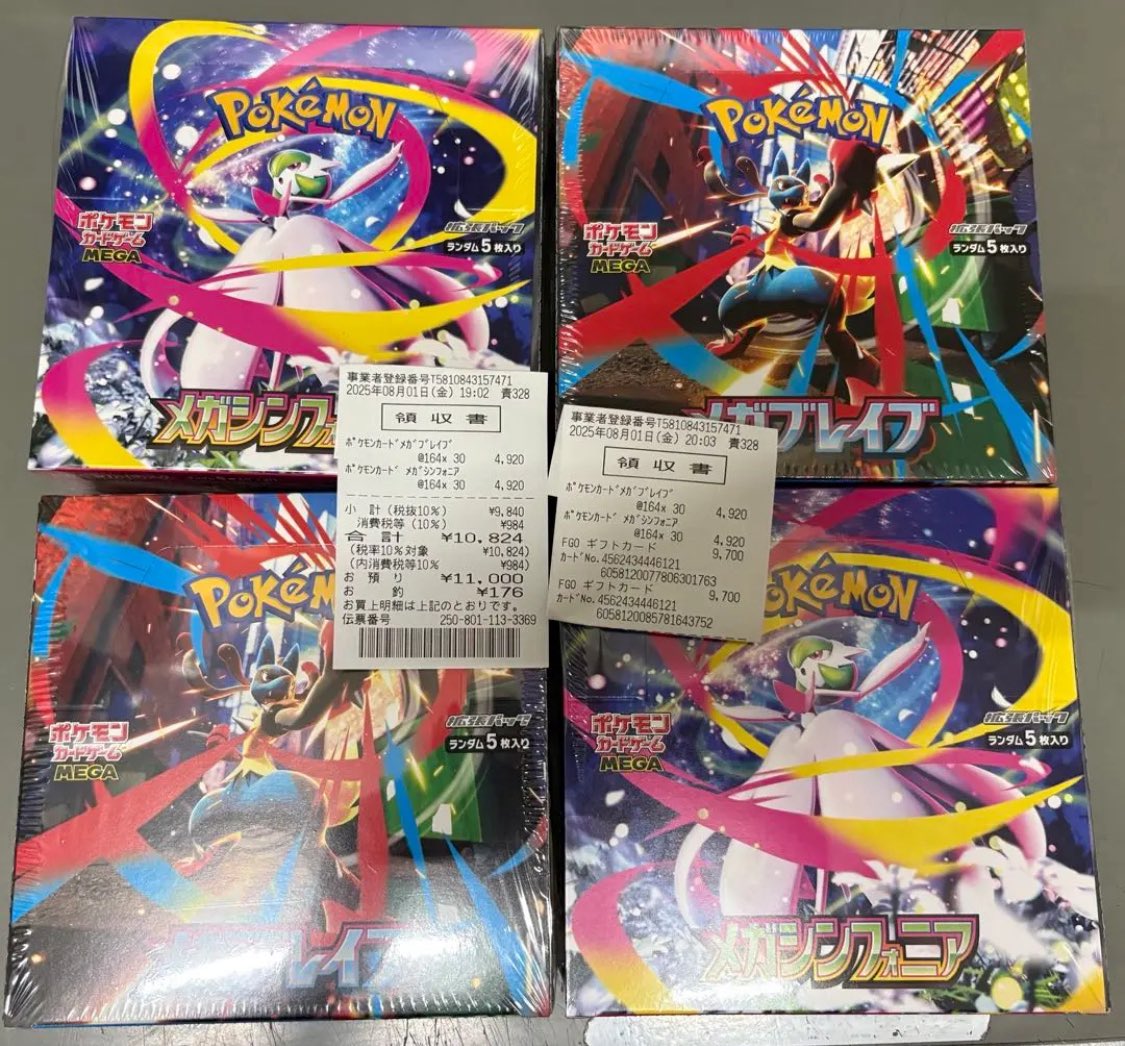 POKéMON
ポケモン
カードゲーム
MEGA
拡張パック
ランダム5枚入り
メガシンフォ
POKéMON
ポケモン
カードゲーム
MEGA
拡張パック
ランダム5枚入り
メガブレイブ
事業者登録番号T5810843157471
2025年08月01日(金) 19:02 責328
領収書
ポケモンカードメガブレイブ
@164x 30 4,920
ポケモンカード メガシンフォニア
@164x 30 4,920
小 計(税抜10%) ¥9,840
消費税等(10%) ¥984
合 計 ¥10,824
(税率10%対象 ¥10,824)
(内消費税等10% ¥984)
お 預 り ¥11,000
お 釣 ¥176
お買上明細は上記のとおりです。
伝票番号 250-801-113-3369
事業者登録番号T5810843157471
2025年08月01日(金) 20:03 責328
領収書
ポケモンカードメガブレイブ
@164x 30 4,920
ポケモンカード メガシンフォニア
@164x 30 4,920
FGO ギフトカード 9,700
カードNo.4562434446121
6058120077806301763
FGO ギフトカード 9,700
カードNo.4562434446121
6058120085781643752
POKéM
ポケモン
カードゲーム
MEGA
拡張パック
ランダム5枚入り
メガブレイブ
POKéMON
ポケモン
カードゲーム
MEGA
拡張パック
ランダム5枚入り
メガシンフォニア